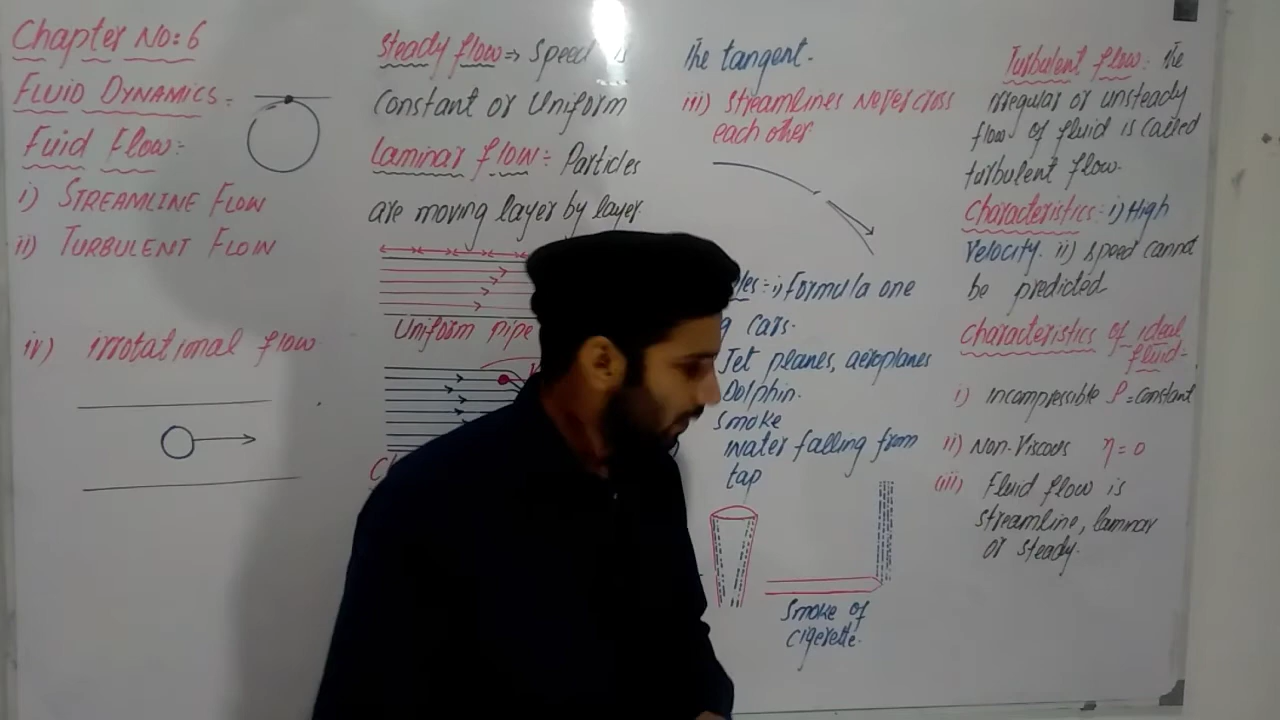 Chapter No: 6
FLUID DYNAMICS:-
Fuid Flow:-
i) STREAMLINE FLOW
ii) TURBULENT FLOW
iv) irrotational flow
Steady flow⇒ Speed is
Constant or Uniform
Laminar flow:- Particles
are moving layer by layer
Uniform pipe
the tangent.
iii) Streamlines Never Cross
each other.
i) Formula one
Cars.
Jet planes, aeroplanes
Dolphin.
Smoke
Water falling from
tap
Smoke of
cigerette.
Turbulent flow: The
irregular or unsteady
flow of fluid is called
turbulent flow.
Characteristics:- i) High
Velocity. ii) Speed cannot
be predicted
Characteristics of ideal
fluid:-
i) incompressible ρ=constant
ii) Non-Viscous η=0
(iii) Fluid flow is
streamline, laminar
or steady.